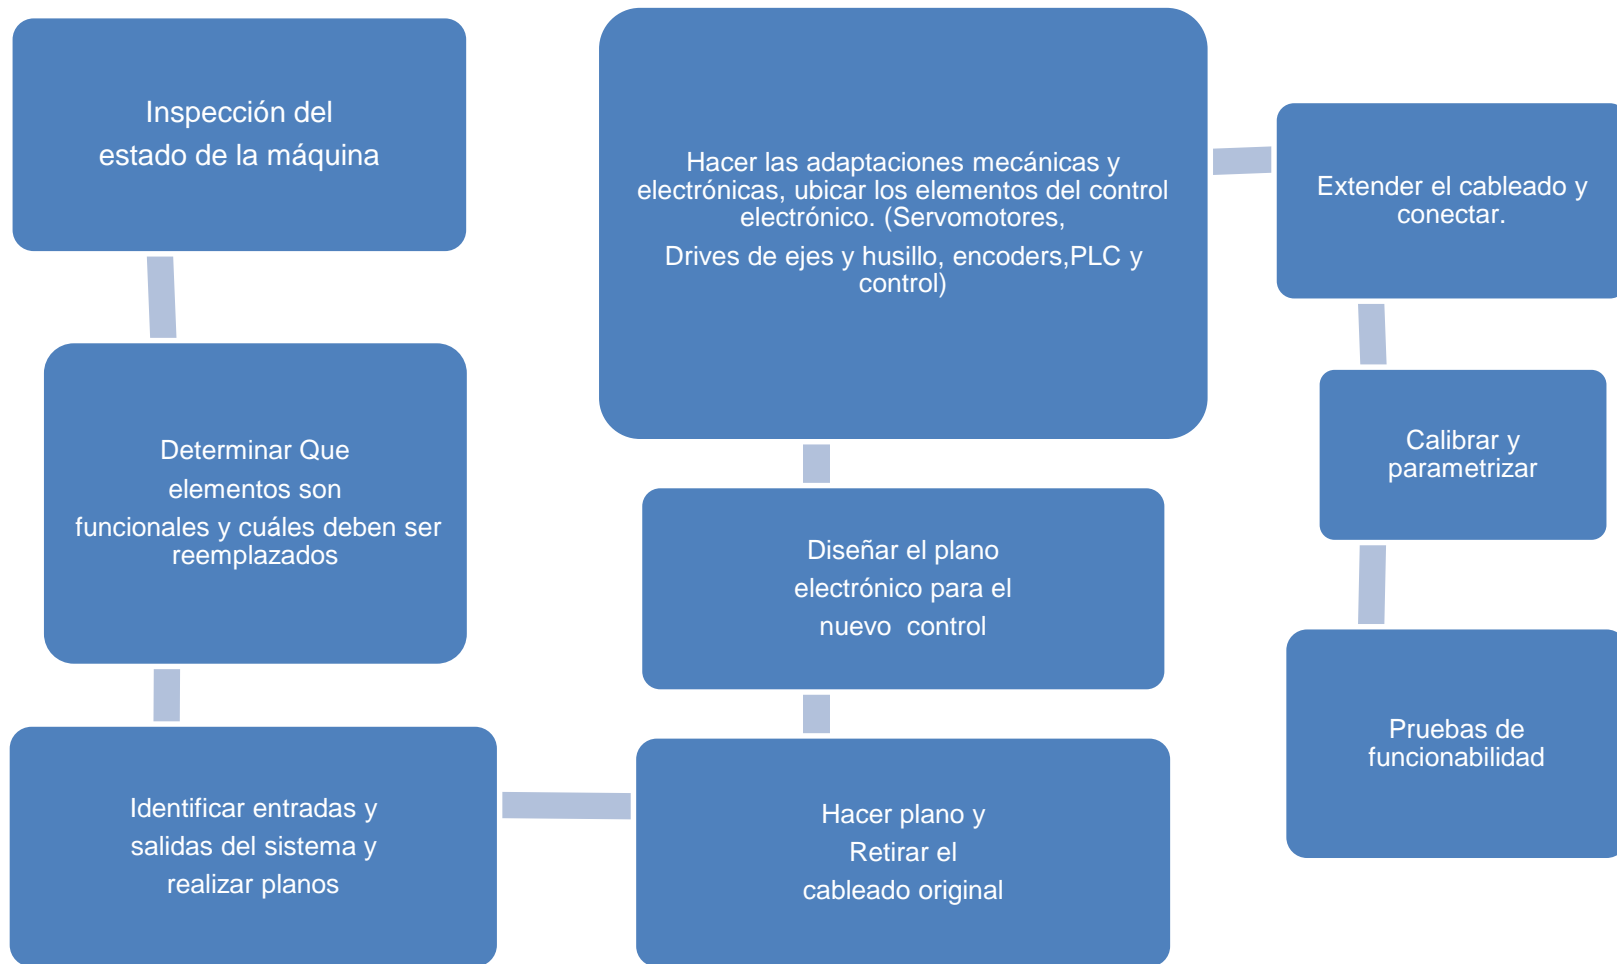 Inspección del
estado de la máquina
Determinar Que
elementos son
funcionales y cuáles deben ser
reemplazados
Identificar entradas y
salidas del sistema y
realizar planos
Hacer plano y
Retirar el
cableado original
Diseñar el plano
electrónico para el
nuevo control
Hacer las adaptaciones mecánicas y
electrónicas, ubicar los elementos del control
electrónico. (Servomotores,
Drives de ejes y husillo, encoders,PLC y
control)
Extender el cableado y
conectar.
Calibrar y
parametrizar
Pruebas de
funcionabilidad